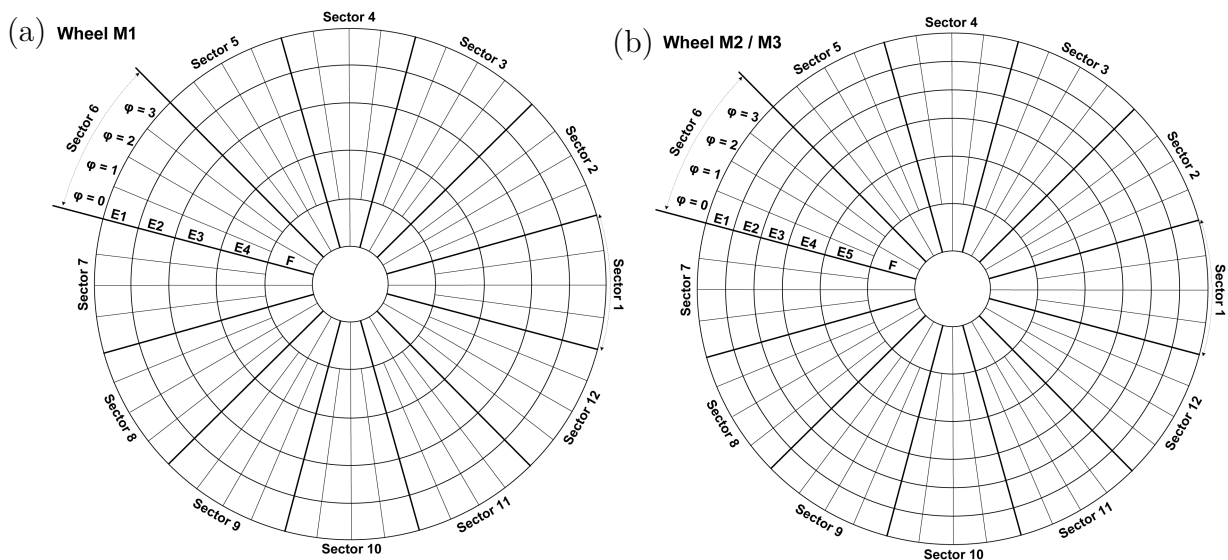 (a) Wheel M1
Sector 4
Sector 5
Sector 3
Sector 6
φ = 3
φ = 2
φ = 1
φ = 0
Sector 2
E1
E2
E3
E4
F
Sector 7
Sector 1
Sector 8
Sector 12
Sector 9
Sector 11
Sector 10
(b) Wheel M2 / M3
Sector 4
Sector 5
Sector 3
Sector 6
φ = 3
φ = 2
φ = 1
φ = 0
Sector 2
E1
E2
E3
E4
E5
F
Sector 7
Sector 1
Sector 8
Sector 12
Sector 9
Sector 11
Sector 10